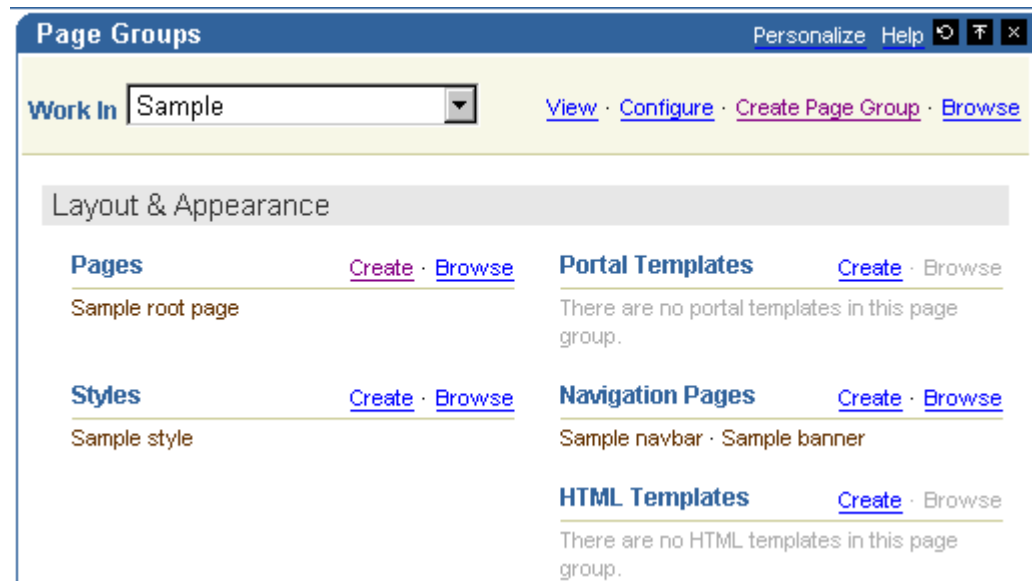 Page Groups Personalize Help
Work In Sample View · Configure · Create Page Group · Browse
Layout & Appearance
Pages Create · Browse
Sample root page
Portal Templates Create · Browse
There are no portal templates in this page
group.
Styles Create · Browse
Sample style
Navigation Pages Create · Browse
Sample navbar · Sample banner
HTML Templates Create · Browse
There are no HTML templates in this page
group.